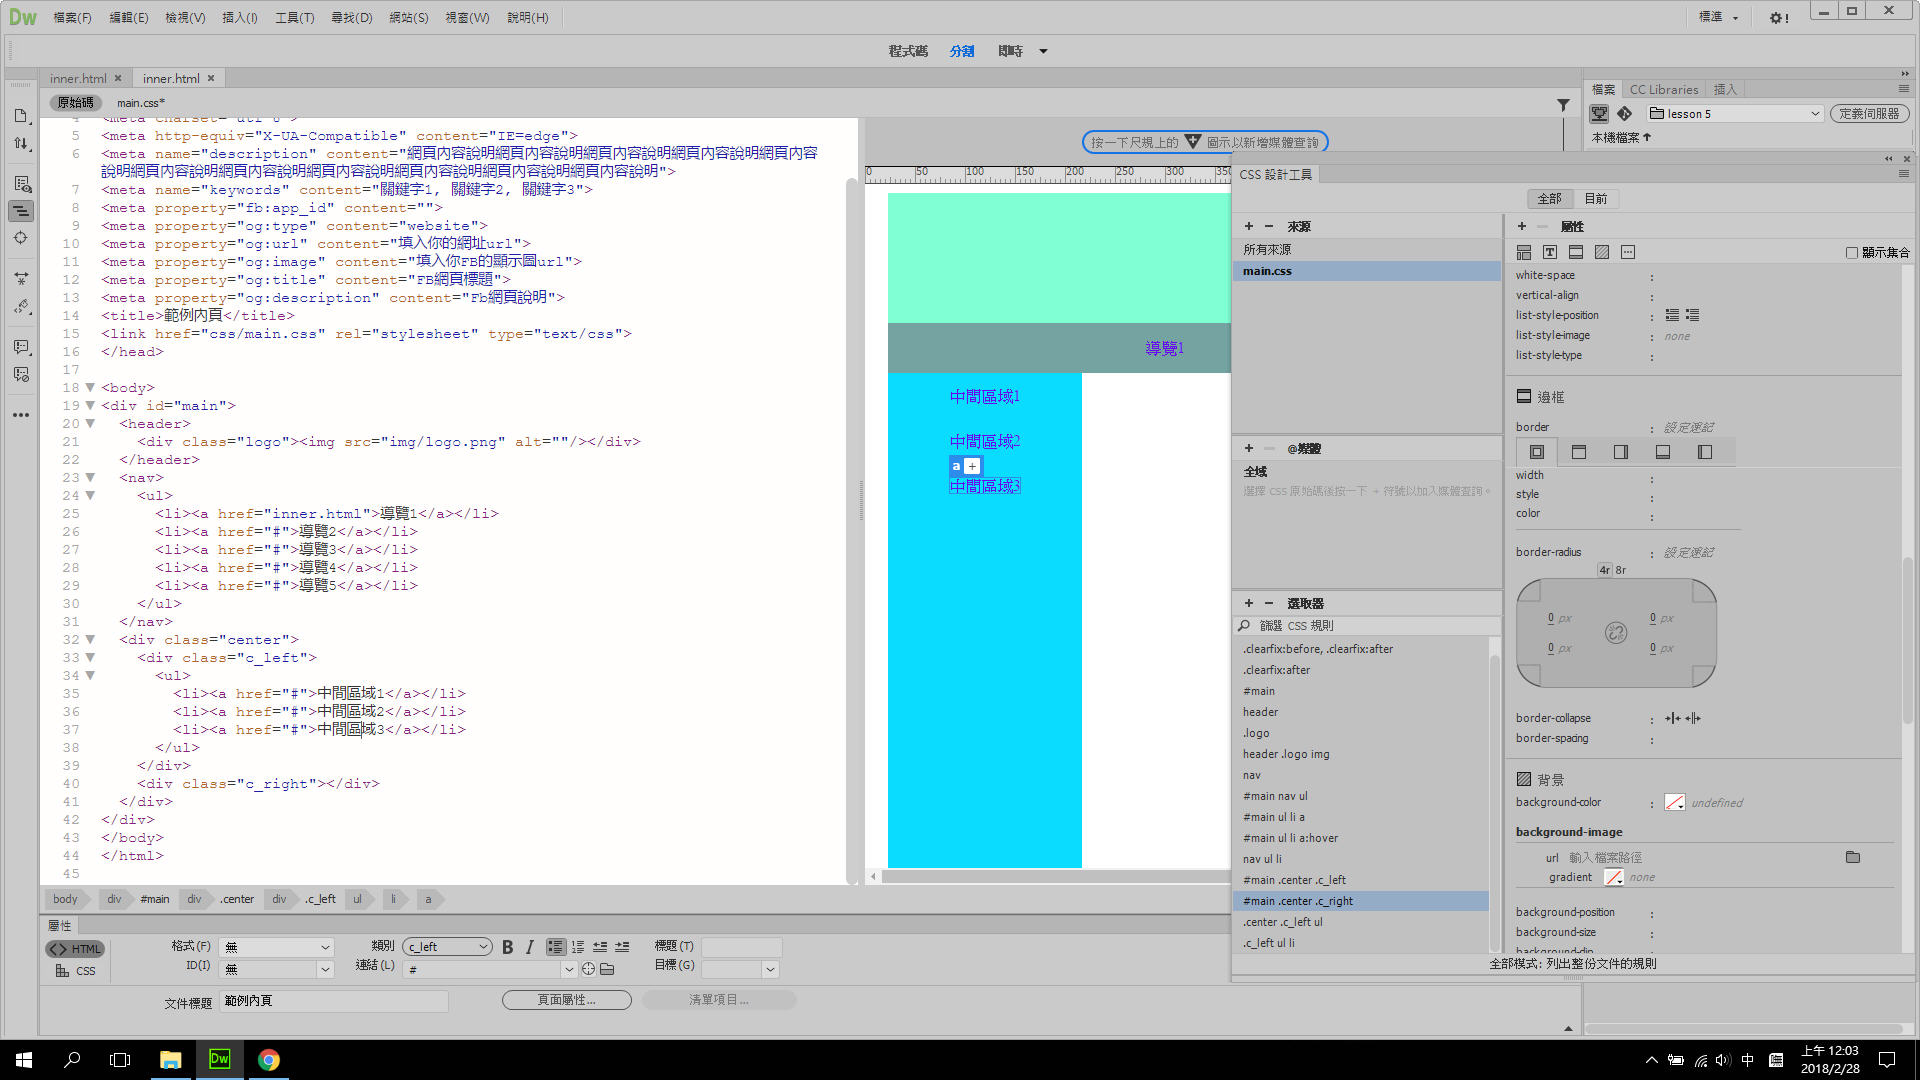 Dw 檔案(F) 編輯(E) 檢視(V) 插入(I) 工具(T) 尋找(D) 網站(S) 視窗(W) 說明(H) 標準
程式碼 分割 即時
inner.html × inner.html ×
原始碼 main.css*
5 <meta http-equiv="X-UA-Compatible" content="IE=edge">
6 <meta name="description" content="網頁內容說明網頁內容說明網頁內容說明網頁內容說明網頁內容
說明網頁內容說明網頁內容說明網頁內容說明網頁內容說明網頁內容說明網頁內容說明">
7 <meta name="keywords" content="關鍵字1, 關鍵字2, 關鍵字3">
8 <meta property="fb:app_id" content="">
9 <meta property="og:type" content="website">
10 <meta property="og:url" content="填入你的網址url">
11 <meta property="og:image" content="填入你FB的顯示圖url">
12 <meta property="og:title" content="FB網頁標題">
13 <meta property="og:description" content="Fb網頁說明">
14 <title>範例內頁</title>
15 <link href="css/main.css" rel="stylesheet" type="text/css">
16 </head>
17
18 <body>
19 <div id="main">
20 <header>
21 <div class="logo"><img src="img/logo.png" alt=""/></div>
22 </header>
23 <nav>
24 <ul>
25 <li><a href="inner.html">導覽1</a></li>
26 <li><a href="#">導覽2</a></li>
27 <li><a href="#">導覽3</a></li>
28 <li><a href="#">導覽4</a></li>
29 <li><a href="#">導覽5</a></li>
30 </ul>
31 </nav>
32 <div class="center">
33 <div class="c_left">
34 <ul>
35 <li><a href="#">中間區域1</a></li>
36 <li><a href="#">中間區域2</a></li>
37 <li><a href="#">中間區域3</a></li>
38 </ul>
39 </div>
40 <div class="c_right"></div>
41 </div>
42 </div>
43 </body>
44 </html>
45
body div #main div .center div .c_left ul li a
按一下尺規上的 圖示以新增媒體查詢
0 50 100 150 200 250 300 350
導覽1
中間區域1
中間區域2
a +
中間區域3
檔案 CC Libraries 插入
lesson 5 定義伺服器
本機檔案
CSS 設計工具
全部 目前
+ − 來源
所有來源
main.css
+ − @媒體
全域
選擇 CSS 原始碼後按一下 + 符號以加入媒體查詢。
+ − 選取器
篩選 CSS 規則
.clearfix:before, .clearfix:after
.clearfix:after
#main
header
.logo
header .logo img
nav
#main nav ul
#main ul li a
#main ul li a:hover
nav ul li
#main .center .c_left
#main .center .c_right
.center .c_left ul
.c_left ul li
+ − 屬性
顯示集合
white-space :
vertical-align :
list-style-position :
list-style-image : none
list-style-type :
邊框
border : 設定速記
width :
style :
color :
border-radius : 設定速記
4r 8r
0 px 0 px
0 px 0 px
border-collapse :
border-spacing :
背景
background-color : undefined
background-image
url 輸入檔案路徑
gradient none
background-position :
background-size :
全部模式: 列出整份文件的規則
屬性
<> HTML 格式(F) 無 類別 c_left B I 標題(T)
CSS ID(I) 無 連結(L) # 目標(G)
文件標題 範例內頁 頁面屬性... 清單項目...
Dw 中 上午 12:03
2018/2/28